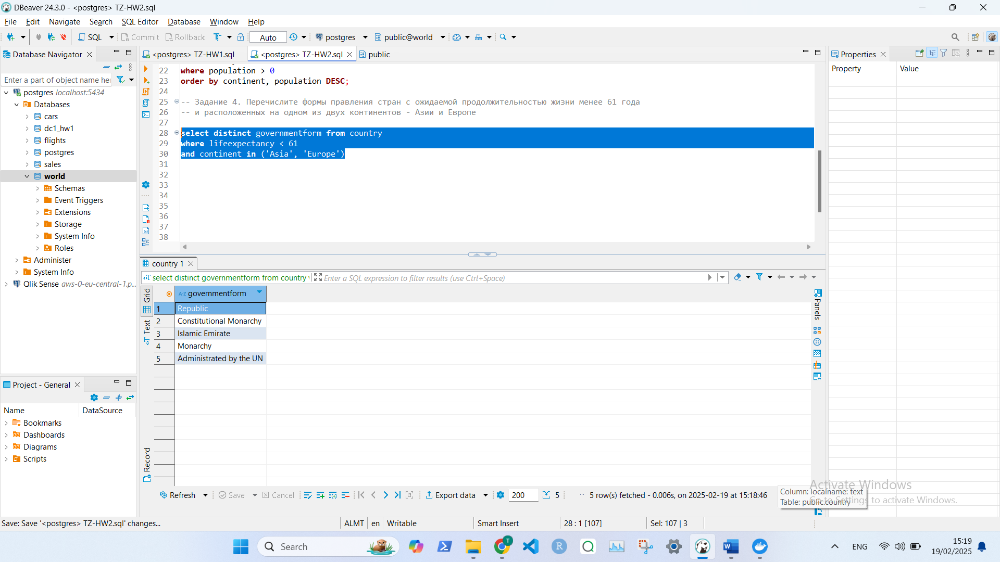 DBeaver 24.3.0 - <postgres> TZ-HW2.sql
File Edit Navigate Search SQL Editor Database Window Help
SQL Commit Rollback Auto postgres public@world
Database Navigator
Enter a part of object name her
postgres localhost:5434
Databases
cars
dc1_hw1
flights
postgres
sales
world
Schemas
Event Triggers
Extensions
Storage
System Info
Roles
Administer
System Info
Qlik Sense aws-0-eu-central-1.p...
Project - General
Name DataSource
Bookmarks
Dashboards
Diagrams
Scripts
<postgres> TZ-HW1.sql <postgres> TZ-HW2.sql public
22 where population > 0
23 order by continent, population DESC;
24
25 -- Задание 4. Перечислите формы правления стран с ожидаемой продолжительностью жизни менее 61 года
26 -- и расположенных на одном из двух континентов - Азии и Европе
27
28 select distinct governmentform from country
29 where lifeexpectancy < 61
30 and continent in ('Asia', 'Europe')
31
32
33
34
35
36
37
38
country 1
select distinct governmentform from country Enter a SQL expression to filter results (use Ctrl+Space)
Grid
Text
Record
A-Z governmentform
1 Republic
2 Constitutional Monarchy
3 Islamic Emirate
4 Monarchy
5 Administrated by the UN
Panels
Refresh Save Cancel Export data 200 5 ... 5 row(s) fetched - 0.006s, on 2025-02-19 at 15:18:46
Properties
Property Value
Activate Windows
Go to Settings to activate Windows.
Column: localname: text
Table: public.country
Save: Save '<postgres> TZ-HW2.sql' changes... ALMT en Writable Smart Insert 28 : 1 [107] Sel: 107 | 3
Search
ENG
15:19
19/02/2025